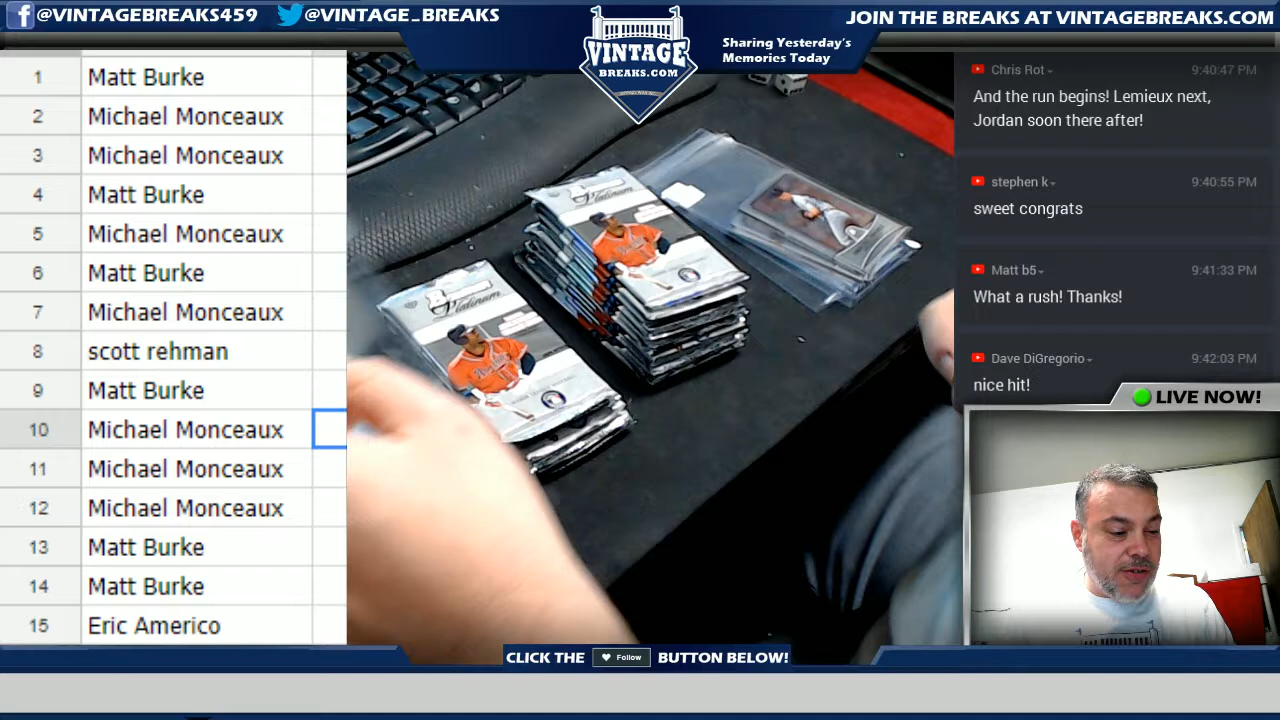 @VINTAGEBREAKS459 @VINTAGE_BREAKS
JOIN THE BREAKS AT VINTAGEBREAKS.COM
VINTAGE
BREAKS.COM
Sharing Yesterday's
Memories Today
1 Matt Burke
2 Michael Monceaux
3 Michael Monceaux
4 Matt Burke
5 Michael Monceaux
6 Matt Burke
7 Michael Monceaux
8 scott rehman
9 Matt Burke
10 Michael Monceaux
11 Michael Monceaux
12 Michael Monceaux
13 Matt Burke
14 Matt Burke
15 Eric Americo
Platinum
Platinum
Chris Rot 9:40:47 PM
And the run begins! Lemieux next,
Jordan soon there after!
stephen k 9:40:55 PM
sweet congrats
Matt b5 9:41:33 PM
What a rush! Thanks!
Dave DiGregorio 9:42:03 PM
nice hit!
LIVE NOW!
CLICK THE Follow BUTTON BELOW!